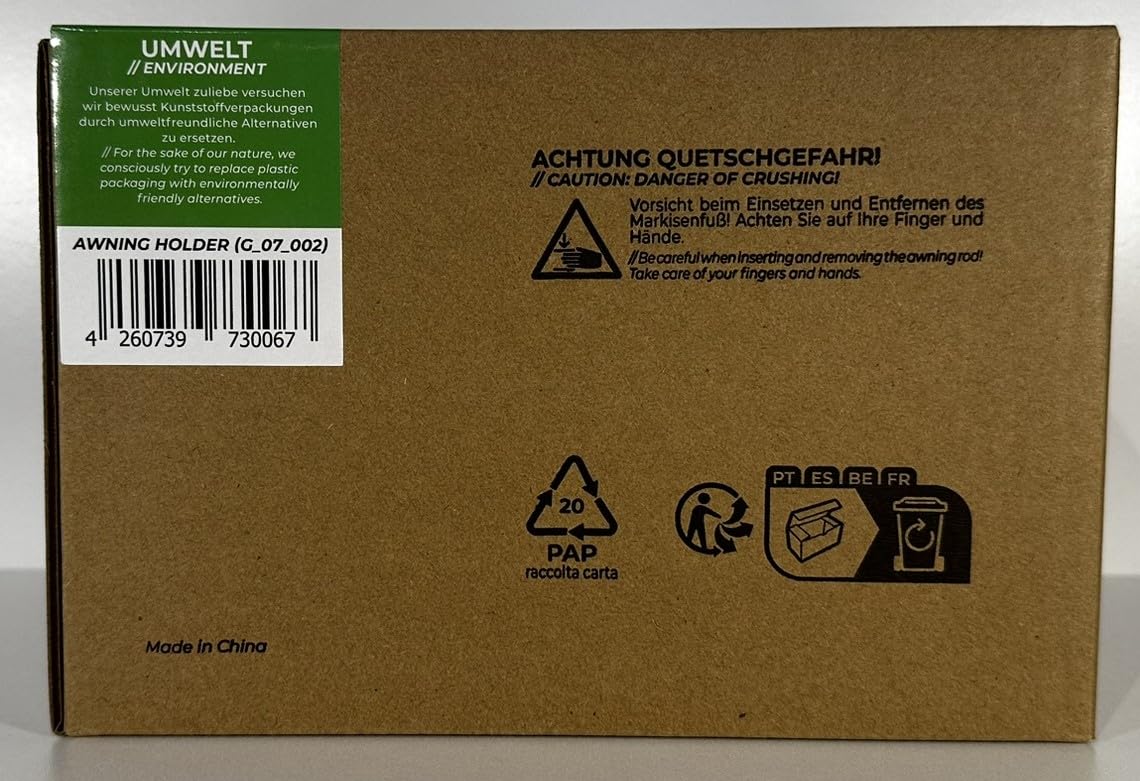 UMWELT
// ENVIRONMENT
Unserer Umwelt zuliebe versuchen
wir bewusst Kunststoffverpackungen
durch umweltfreundliche Alternativen
zu ersetzen.
// For the sake of our nature, we
consciously try to replace plastic
packaging with environmentally
friendly alternatives.
AWNING HOLDER (G_07_002)
4 260739 730067
ACHTUNG QUETSCHGEFAHR!
// CAUTION: DANGER OF CRUSHING!
Vorsicht beim Einsetzen und Entfernen des
Markisenfuß! Achten Sie auf Ihre Finger und
Hände.
// Be careful when inserting and removing the awning rod!
Take care of your fingers and hands.
20
PAP
raccolta carta
PT ES BE FR
Made in China